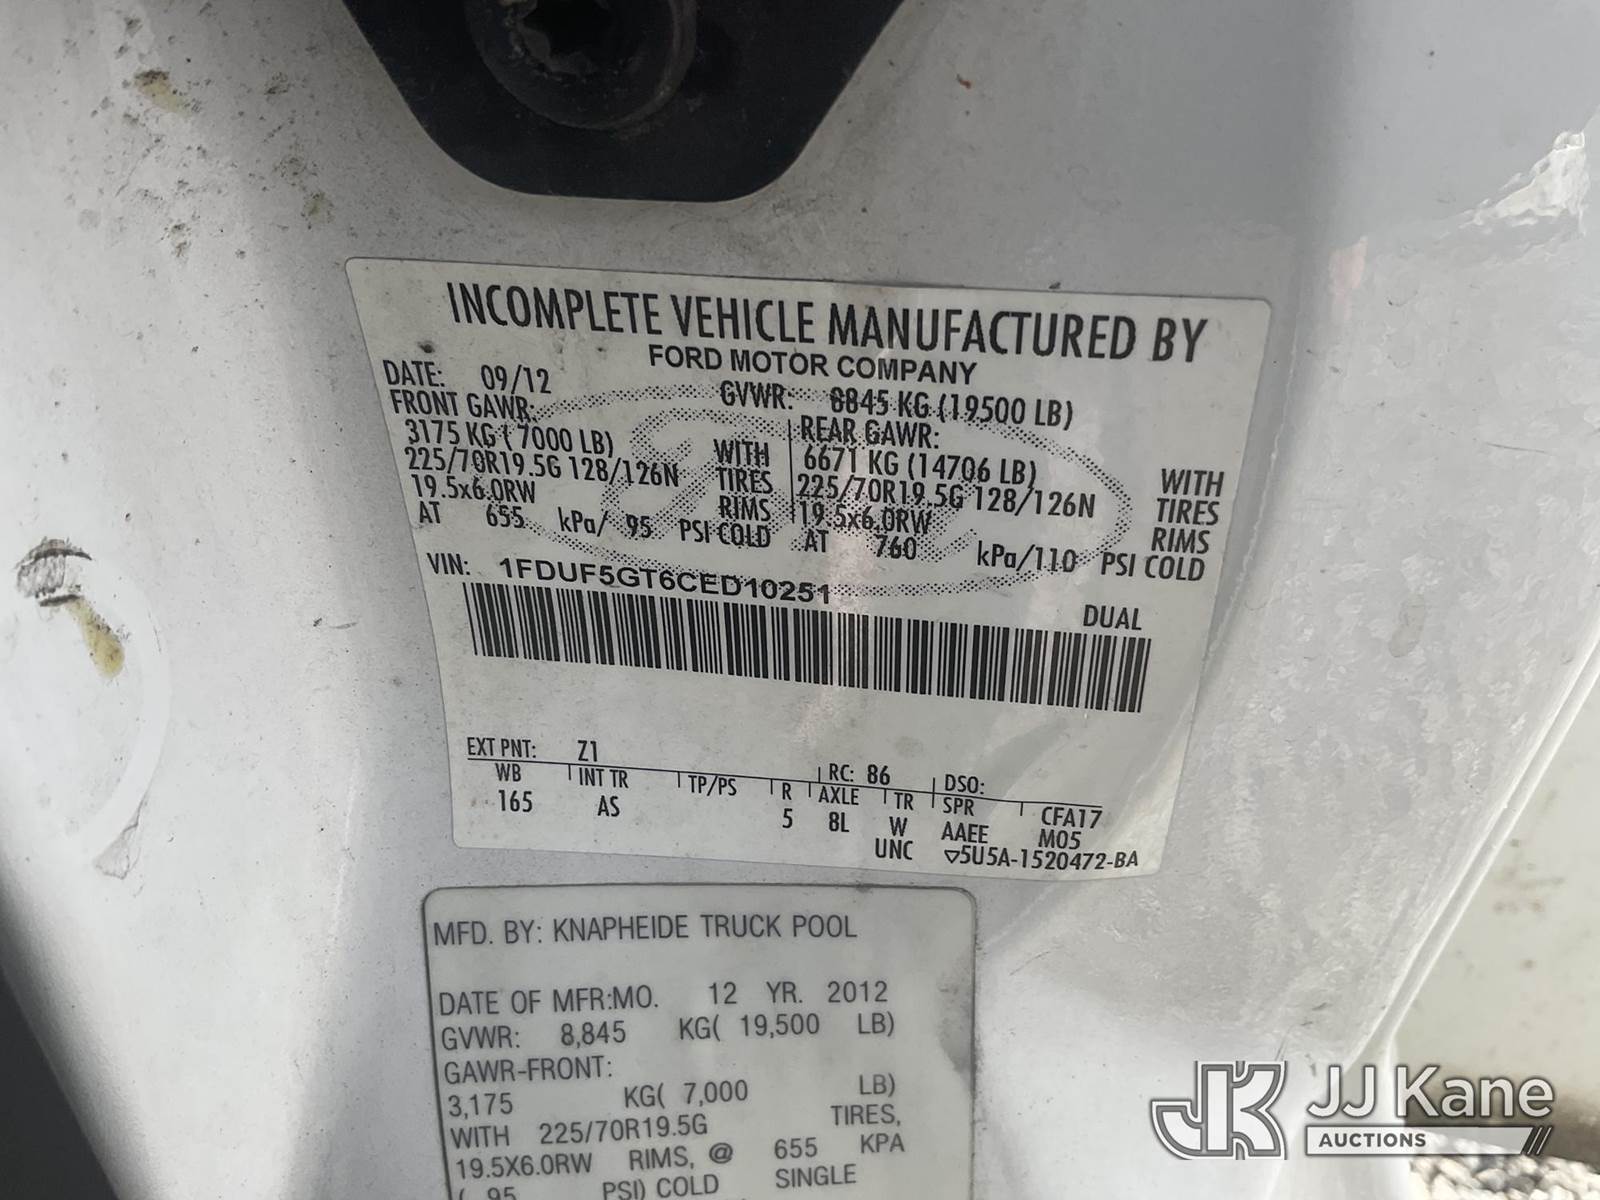 INCOMPLETE VEHICLE MANUFACTURED BY
FORD MOTOR COMPANY
DATE: 09/12 GVWR: 8845 KG (19500 LB)
FRONT GAWR: REAR GAWR:
3175 KG ( 7000 LB) WITH 6671 KG (14706 LB) WITH
225/70R19.5G 128/126N TIRES 225/70R19.5G 128/126N TIRES
19.5x6.0RW RIMS 19.5x6.0RW RIMS
AT 655 kPa/ 95 PSI COLD AT 760 kPa/110 PSI COLD
VIN: 1FDUF5GT6CED10251
DUAL
EXT PNT: Z1 RC: 86 DSO:
WB INT TR TP/PS R AXLE TR SPR CFA17
165 AS 5 8L W AAEE M05
UNC ▽5U5A-1520472-BA
MFD. BY: KNAPHEIDE TRUCK POOL
DATE OF MFR:MO. 12 YR. 2012
GVWR: 8,845 KG( 19,500 LB)
GAWR-FRONT:
3,175 KG( 7,000 LB)
WITH 225/70R19.5G TIRES,
19.5X6.0RW RIMS, @ 655 KPA
( 95 PSI) COLD SINGLE
JK JJ Kane
AUCTIONS